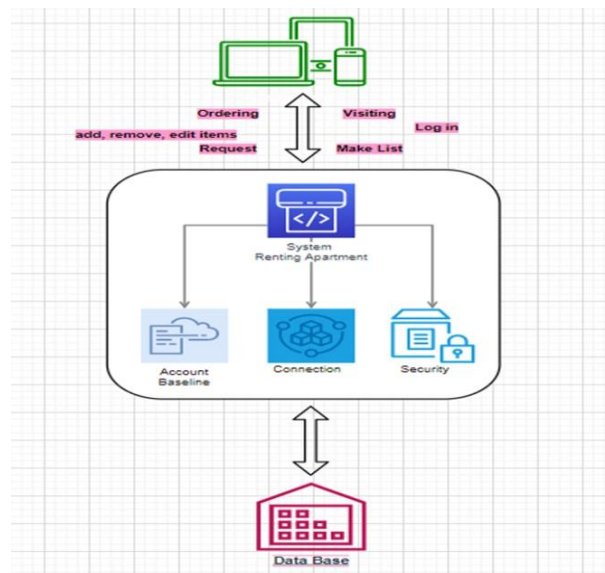 Ordering
Visiting
Log in
add, remove, edit items
Request
Make List
</>
System
Renting Apartment
Account
Baseline
Connection
Security
Data Base